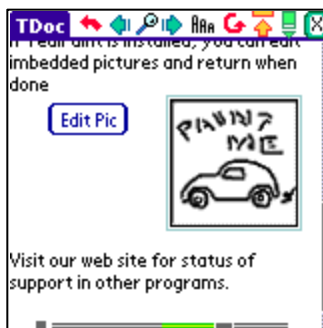 TDoc AAA X
imbedded pictures and return when
done
Edit Pic
PAINT
ME
Visit our web site for status of
support in other programs.